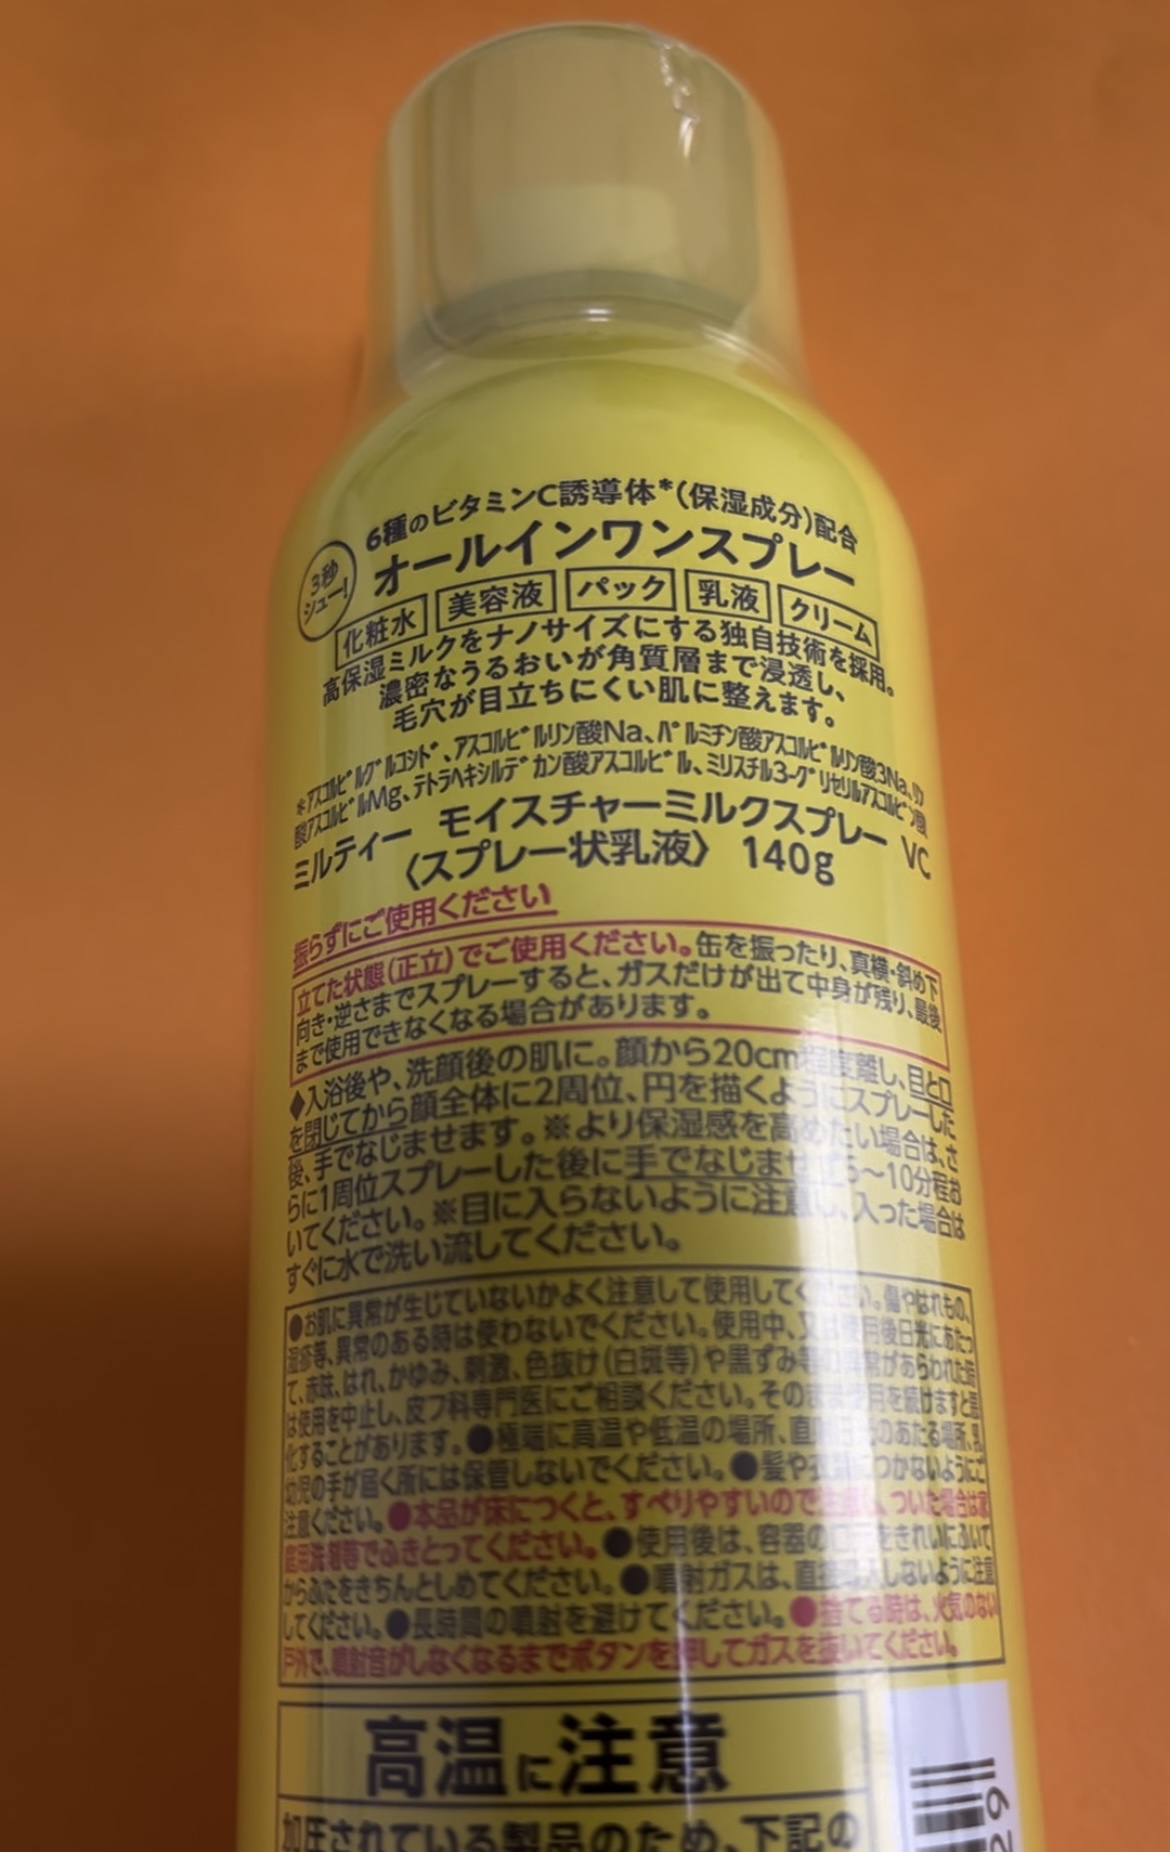 6種のビタミンC誘導体*(保湿成分)配合
3秒
シュー!
オールインワンスプレー
化粧水 美容液 パック 乳液 クリーム
高保湿ミルクをナノサイズにする独自技術を採用。
濃密なうるおいが角質層まで浸透し、
毛穴が目立ちにくい肌に整えます。
*アスコルビルグルコシド、アスコルビルリン酸Na、パルミチン酸アスコルビルリン酸3Na、リン
酸アスコルビルMg、テトラヘキシルデカン酸アスコルビル、ミリスチル3-グリセリルアスコルビン酸
ミルティー モイスチャーミルクスプレー VC
〈スプレー状乳液〉 140g
振らずにご使用ください
立てた状態(正立)でご使用ください。缶を振ったり、真横・斜め下
向き・逆さまでスプレーすると、ガスだけが出て中身が残り、最後
まで使用できなくなる場合があります。
◆入浴後や、洗顔後の肌に。顔から20cm程度離し、目と口
を閉じてから顔全体に2周位、円を描くようにスプレーした
後、手でなじませます。※より保湿感を高めたい場合は、さ
らに1周位スプレーした後に手でなじませ、5〜10分程お
いてください。※目に入らないように注意し、入った場合は
すぐに水で洗い流してください。
●お肌に異常が生じていないかよく注意して使用してください。傷やはれもの、
湿疹等、異常のある時は使わないでください。使用中、又は使用後日光にあたっ
て、赤味、はれ、かゆみ、刺激、色抜け(白斑等)や黒ずみ等の異常があらわれた時
は使用を中止し、皮フ科専門医にご相談ください。そのまま使用を続けますと悪
化することがあります。●極端に高温や低温の場所、直射日光のあたる場所、乳
幼児の手が届く所には保管しないでください。●髪や衣類につかないようにご
注意ください。●本品が床につくと、すべりやすいので注意し、ついた場合は家
庭用洗剤等でふきとってください。●使用後は、容器の口元をきれいにふいて
からふたをきちんとしめてください。●噴射ガスは、直接吸入しないように注意
してください。●長時間の噴射を避けてください。●捨てる時は、火気のない
戸外で、噴射音がしなくなるまでボタンを押してガスを抜いてください。
高温に注意
加圧されている製品のため、下記の